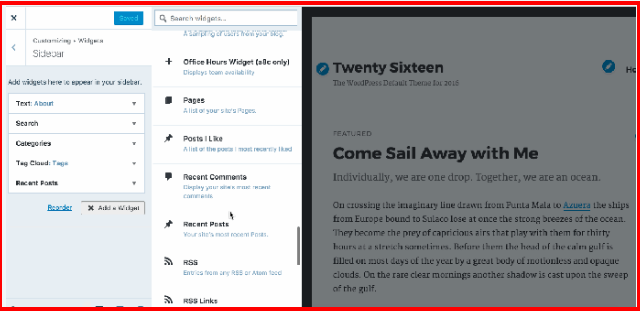 Saved
Search widgets...
Customizing • Widgets
Sidebar
Add widgets here to appear in your sidebar.
Text: About
Search
Categories
Tag Cloud: Tags
Recent Posts
Reorder
Add a Widget
A sampling of users from your blog.
Office Hours Widget (a8c only)
Displays team availability
Pages
A list of your site's Pages.
Posts I Like
A list of the posts I most recently liked
Recent Comments
Display your site's most recent
comments
Recent Posts
Your site's most recent Posts.
RSS
Entries from any RSS or Atom feed
RSS Links
Twenty Sixteen
The WordPress Default Theme for 2016
Ho
FEATURED
Come Sail Away with Me
Individually, we are one drop. Together, we are an ocean.
On crossing the imaginary line drawn from Punta Mala to Azuera the ships
from Europe bound to Sulaco lose at once the strong breezes of the ocean.
They become the prey of capricious airs that play with them for thirty
hours at a stretch sometimes. Before them the head of the calm gulf is
filled on most days of the year by a great body of motionless and opaque
clouds. On the rare clear mornings another shadow is cast upon the sweep
of the gulf.